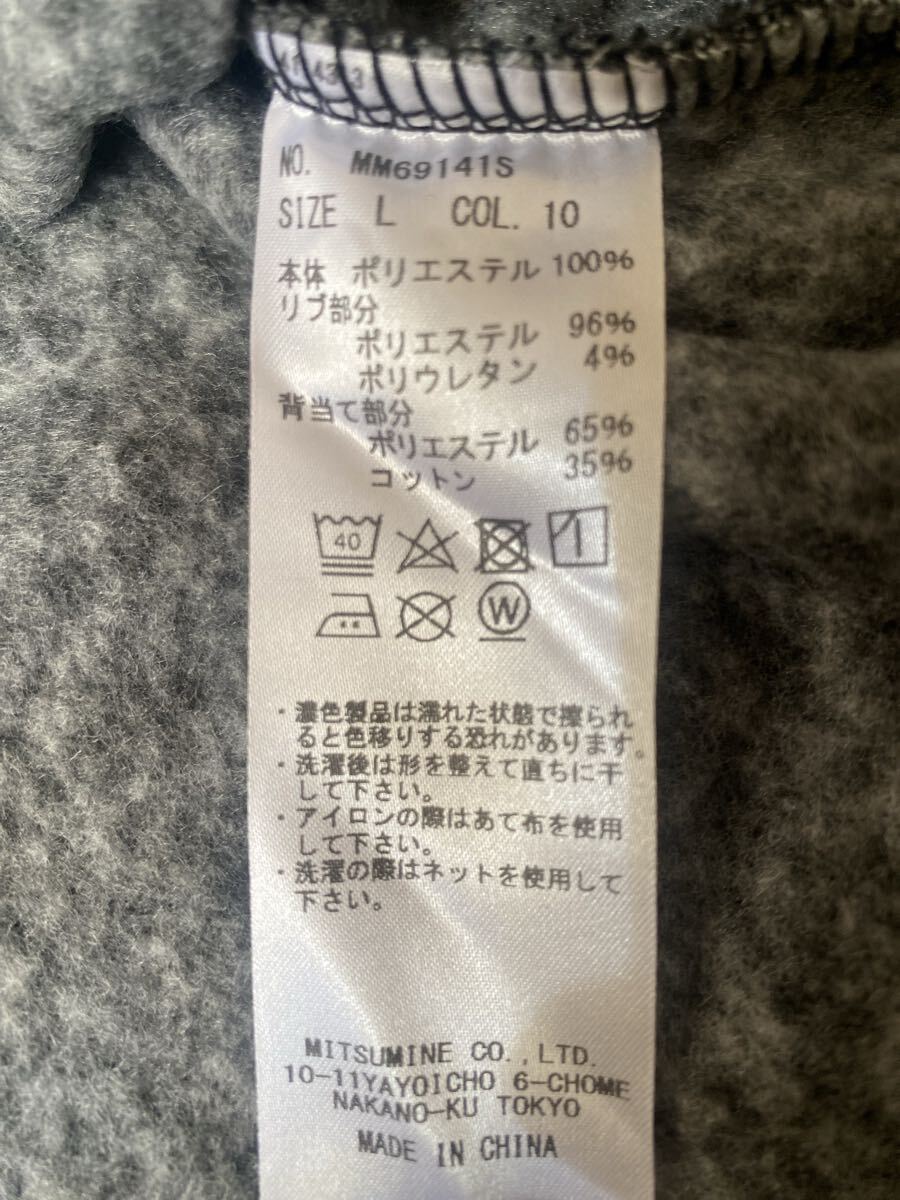 NO. MM69141S
SIZE L COL. 10
本体 ポリエステル 100%
リブ部分
ポリエステル 96%
ポリウレタン 4%
背当て部分
ポリエステル 65%
コットン 35%
40
W
・濃色製品は濡れた状態で擦られ
ると色移りする恐れがあります。
・洗濯後は形を整えて直ちに干
して下さい。
・アイロンの際はあて布を使用
して下さい。
・洗濯の際はネットを使用して
下さい。
MITSUMINE CO.,LTD.
10-11YAYOICHO 6-CHOME
NAKANO-KU TOKYO
MADE IN CHINA